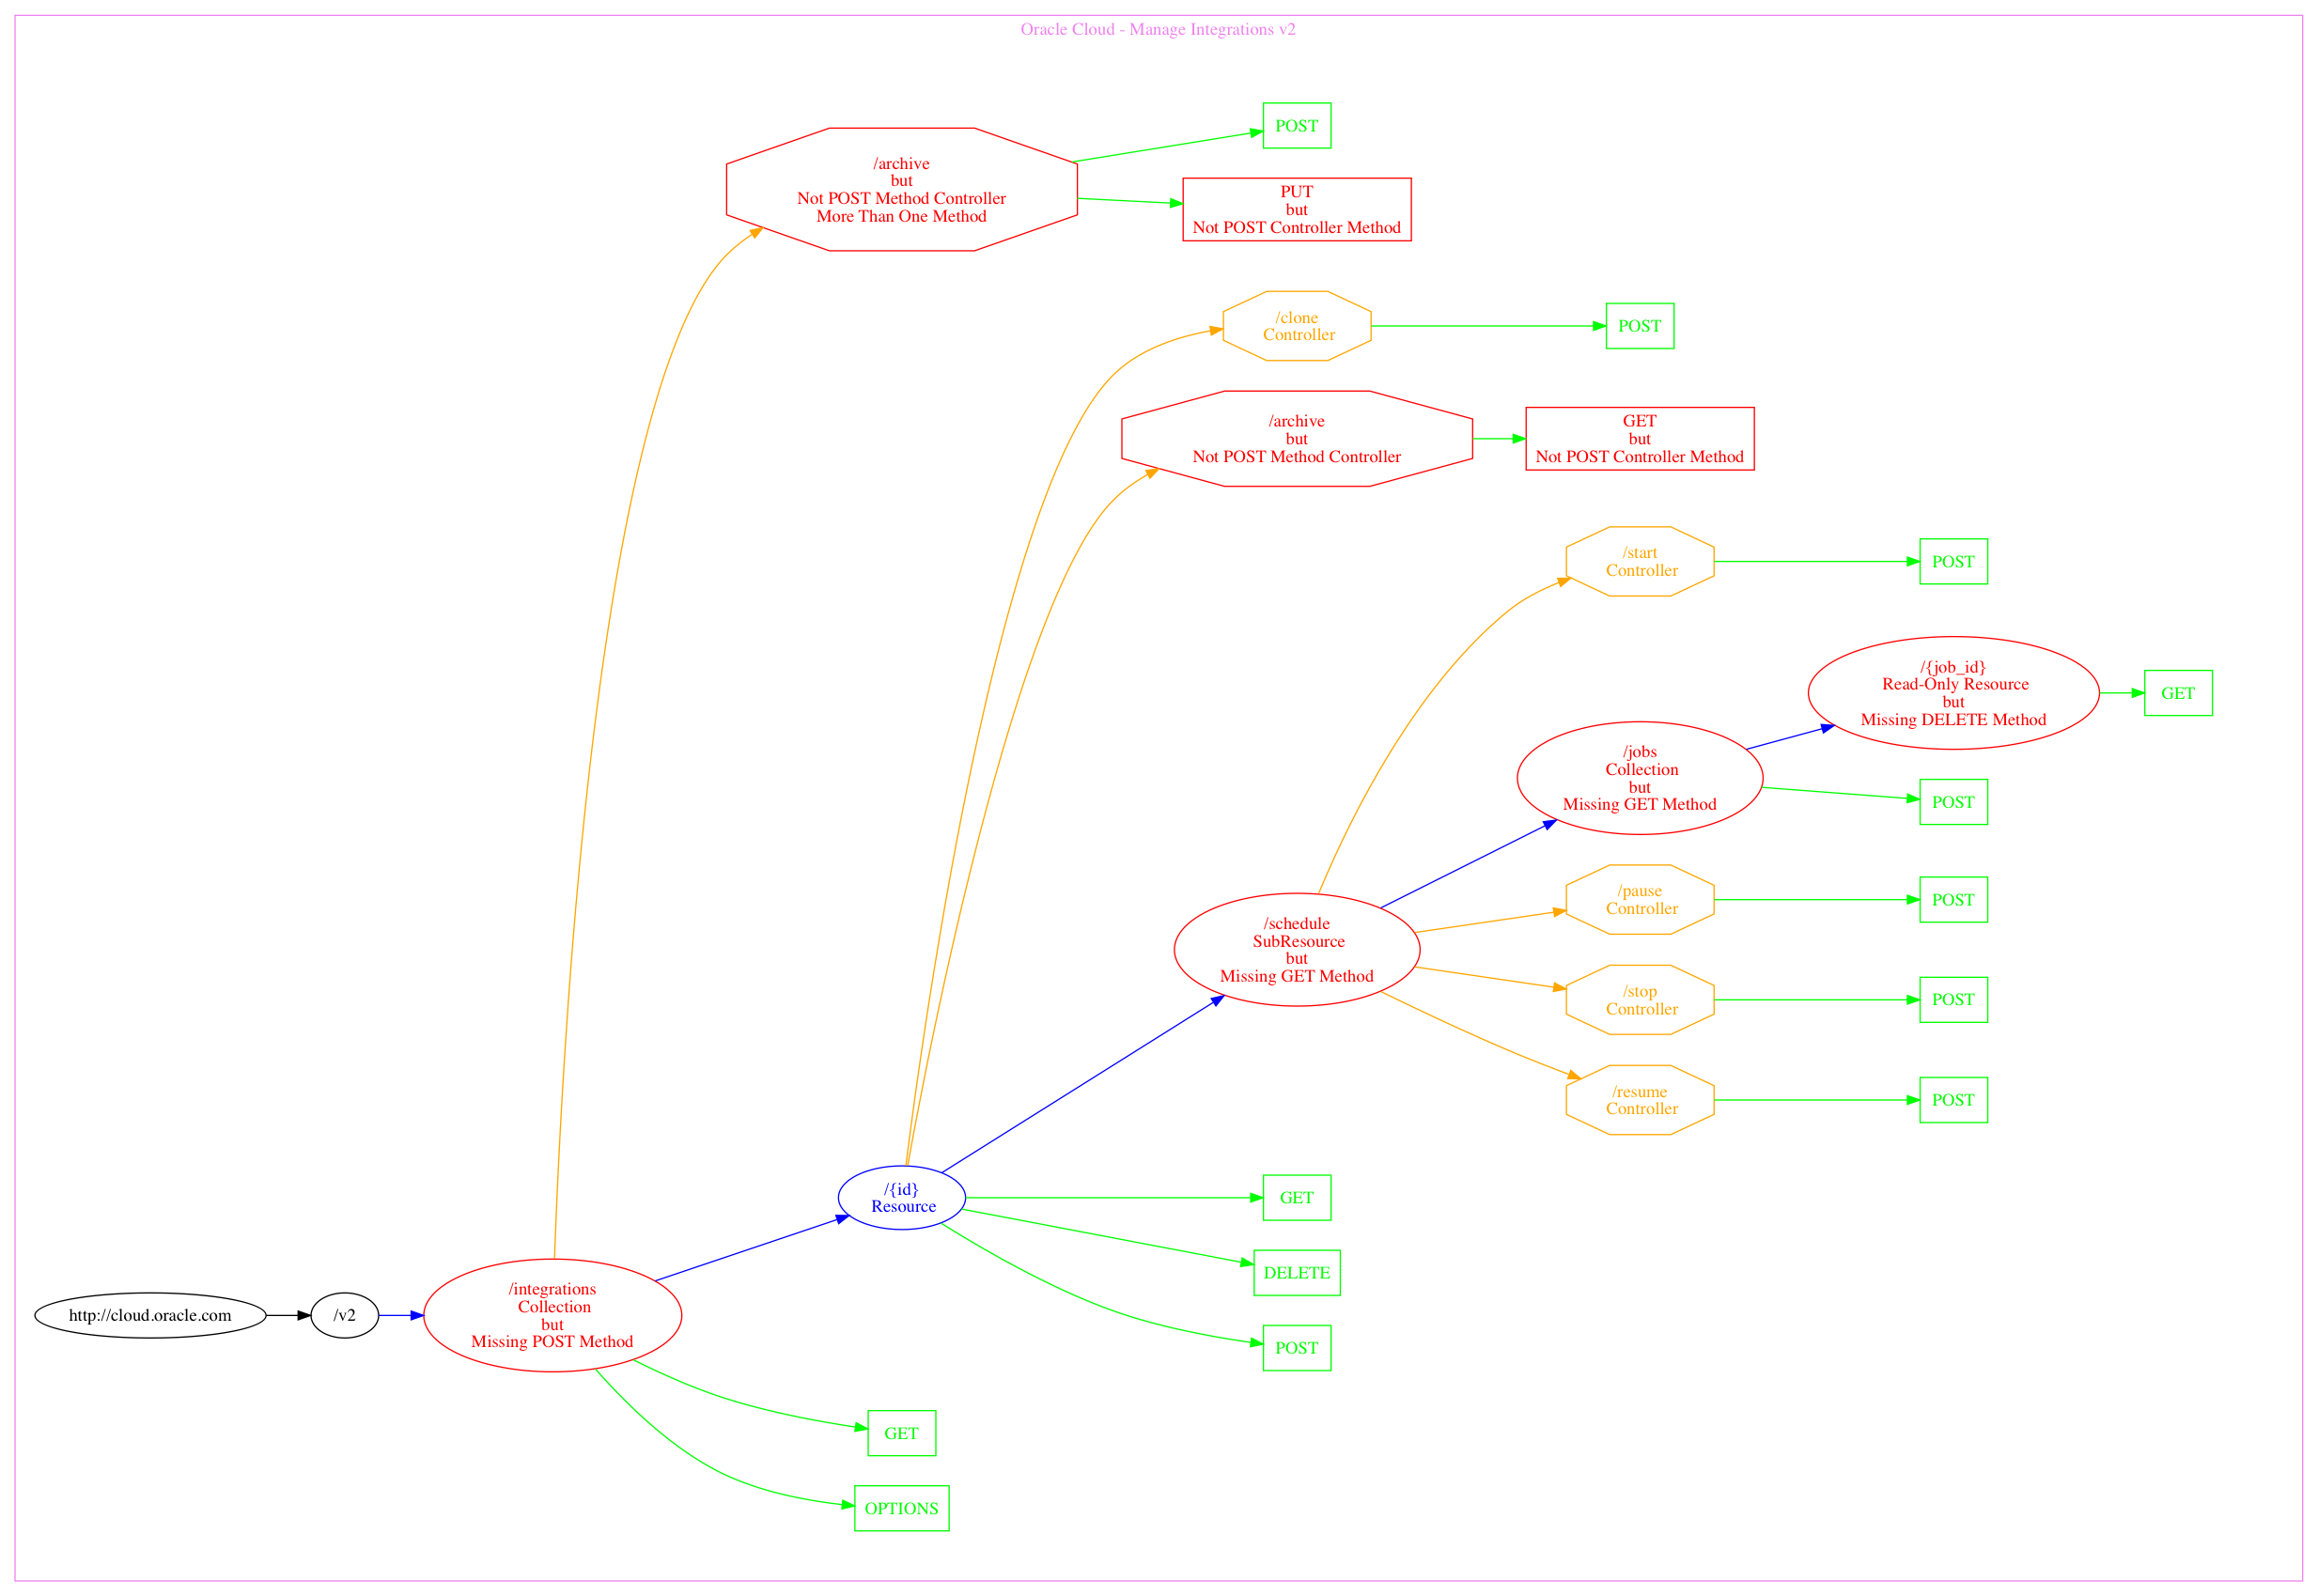 Oracle Cloud - Manage Integrations v2
POST
/archive
but
Not POST Method Controller
More Than One Method
PUT
but
Not POST Controller Method
/clone
Controller
POST
/archive
but
Not POST Method Controller
GET
but
Not POST Controller Method
/start
Controller
POST
/{job_id}
Read-Only Resource
but
Missing DELETE Method
GET
/jobs
Collection
but
Missing GET Method
POST
/pause
Controller
POST
/schedule
SubResource
but
Missing GET Method
/stop
Controller
POST
/resume
Controller
POST
/{id}
Resource
GET
DELETE
POST
http://cloud.oracle.com
/v2
/integrations
Collection
but
Missing POST Method
GET
OPTIONS